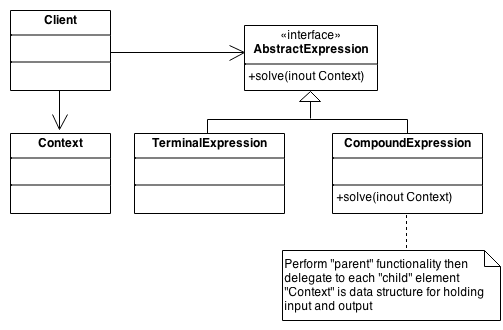 Client
«interface»
AbstractExpression
+solve(inout Context)
Context
TerminalExpression
CompoundExpression
+solve(inout Context)
Perform "parent" functionality then
delegate to each "child" element
"Context" is data structure for holding
input and output